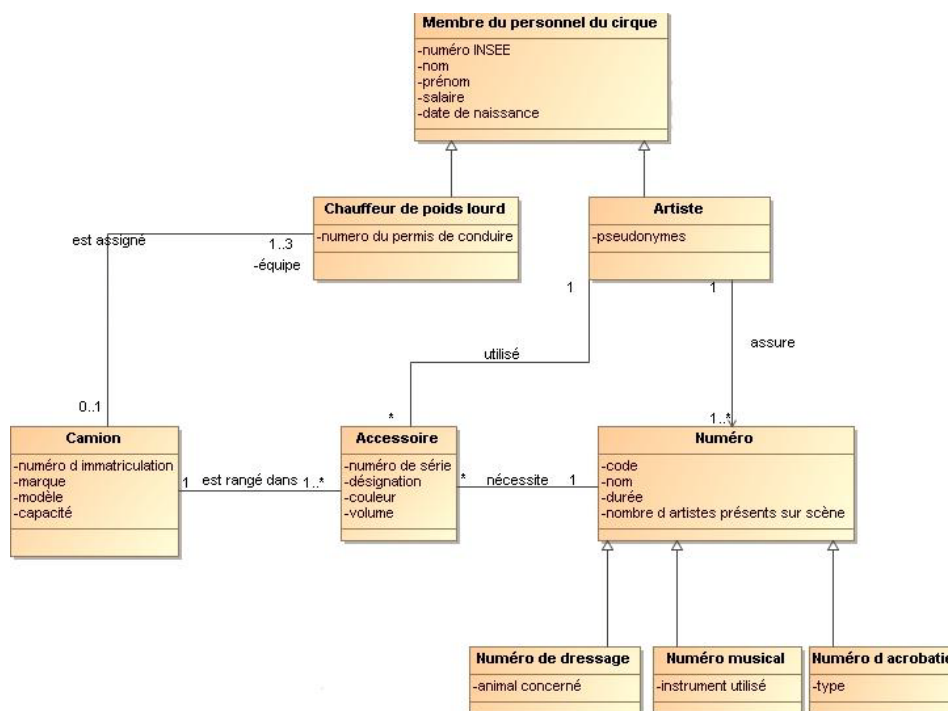 Membre du personnel du cirque
-numéro INSEE
-nom
-prénom
-salaire
-date de naissance
Chauffeur de poids lourd
-numero du permis de conduire
Artiste
-pseudonymes
est assigné
1..3
-équipe
1
1
utilisé
assure
0..1
*
1..*
Camion
-numéro d immatriculation
-marque
-modèle
-capacité
1
est rangé dans
1..*
Accessoire
-numéro de série
-désignation
-couleur
-volume
*
nécessite
1
Numéro
-code
-nom
-durée
-nombre d artistes présents sur scène
Numéro de dressage
-animal concerné
Numéro musical
-instrument utilisé
Numéro d acrobatie
-type